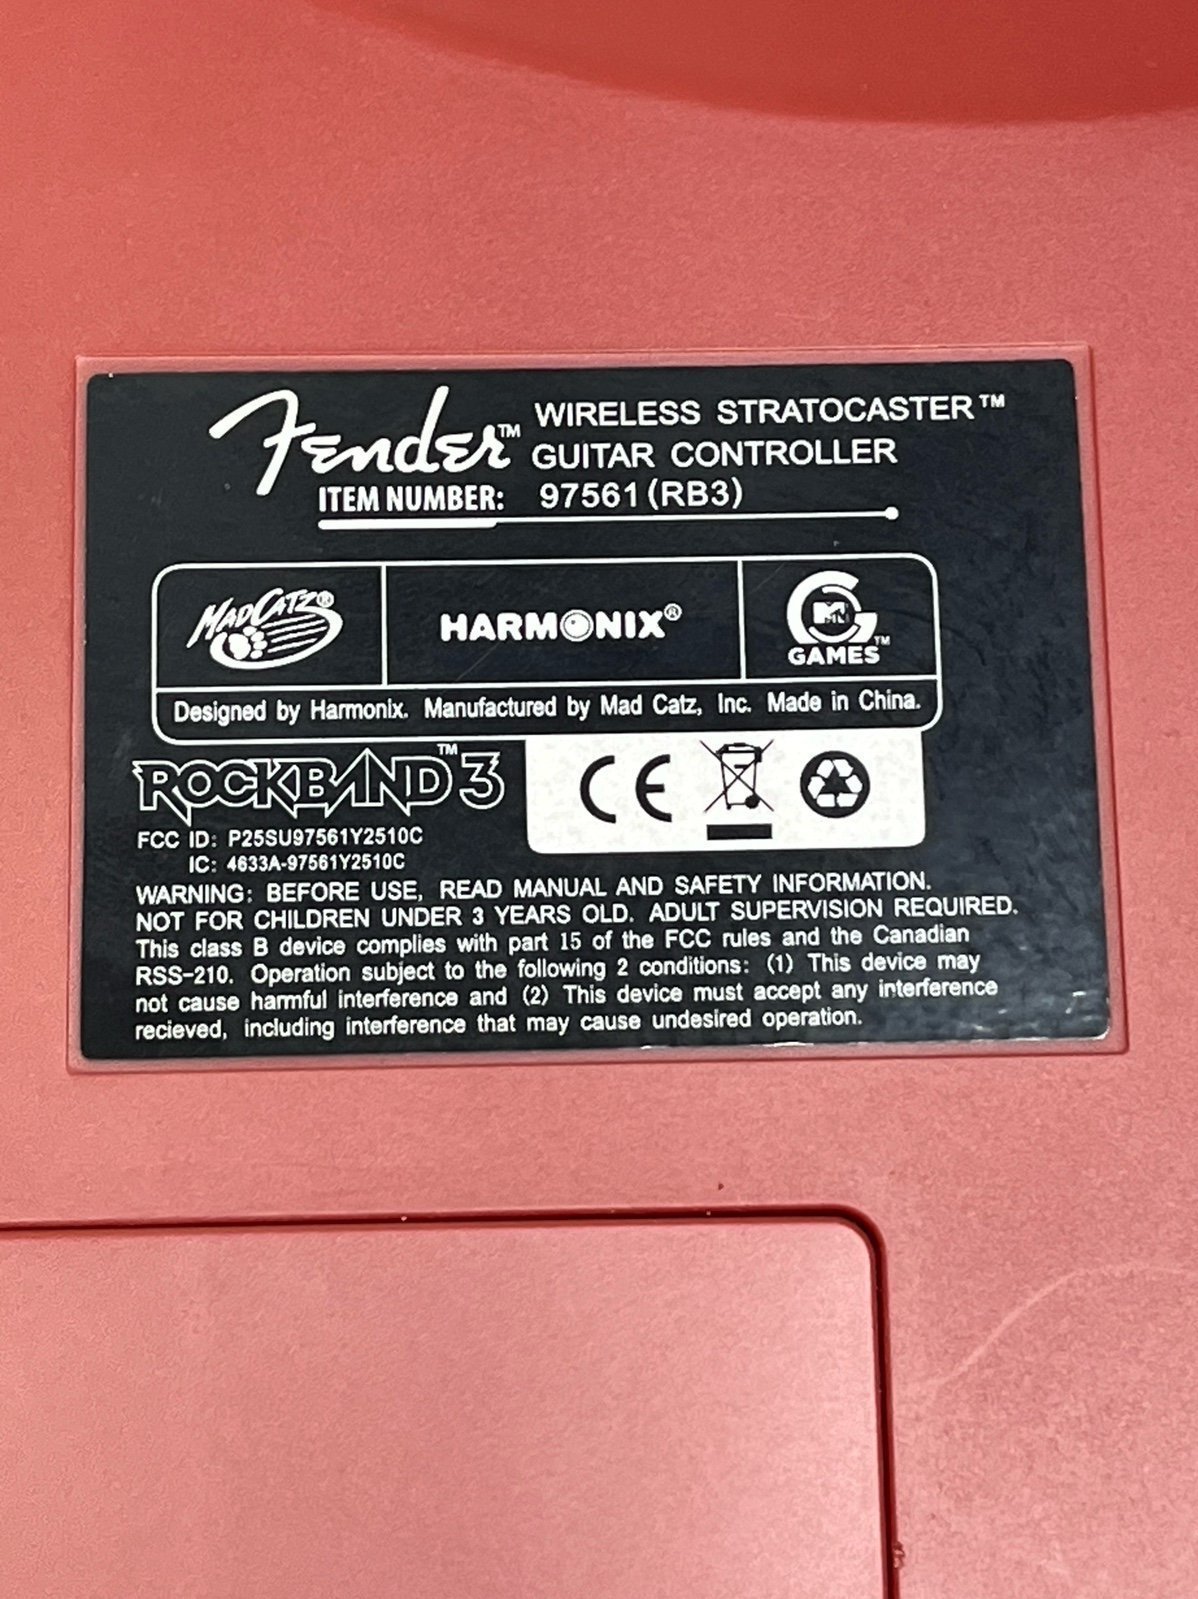 Fender™ WIRELESS STRATOCASTER™
GUITAR CONTROLLER
ITEM NUMBER: 97561 (RB3)
MAD CATZ® HARMONIX® MTV GAMES™
Designed by Harmonix. Manufactured by Mad Catz, Inc. Made in China.
ROCKBAND™3
CE
FCC ID: P25SU97561Y2510C
IC: 4633A-97561Y2510C
WARNING: BEFORE USE, READ MANUAL AND SAFETY INFORMATION.
NOT FOR CHILDREN UNDER 3 YEARS OLD. ADULT SUPERVISION REQUIRED.
This class B device complies with part 15 of the FCC rules and the Canadian
RSS-210. Operation subject to the following 2 conditions: (1) This device may
not cause harmful interference and (2) This device must accept any interference
recieved, including interference that may cause undesired operation.